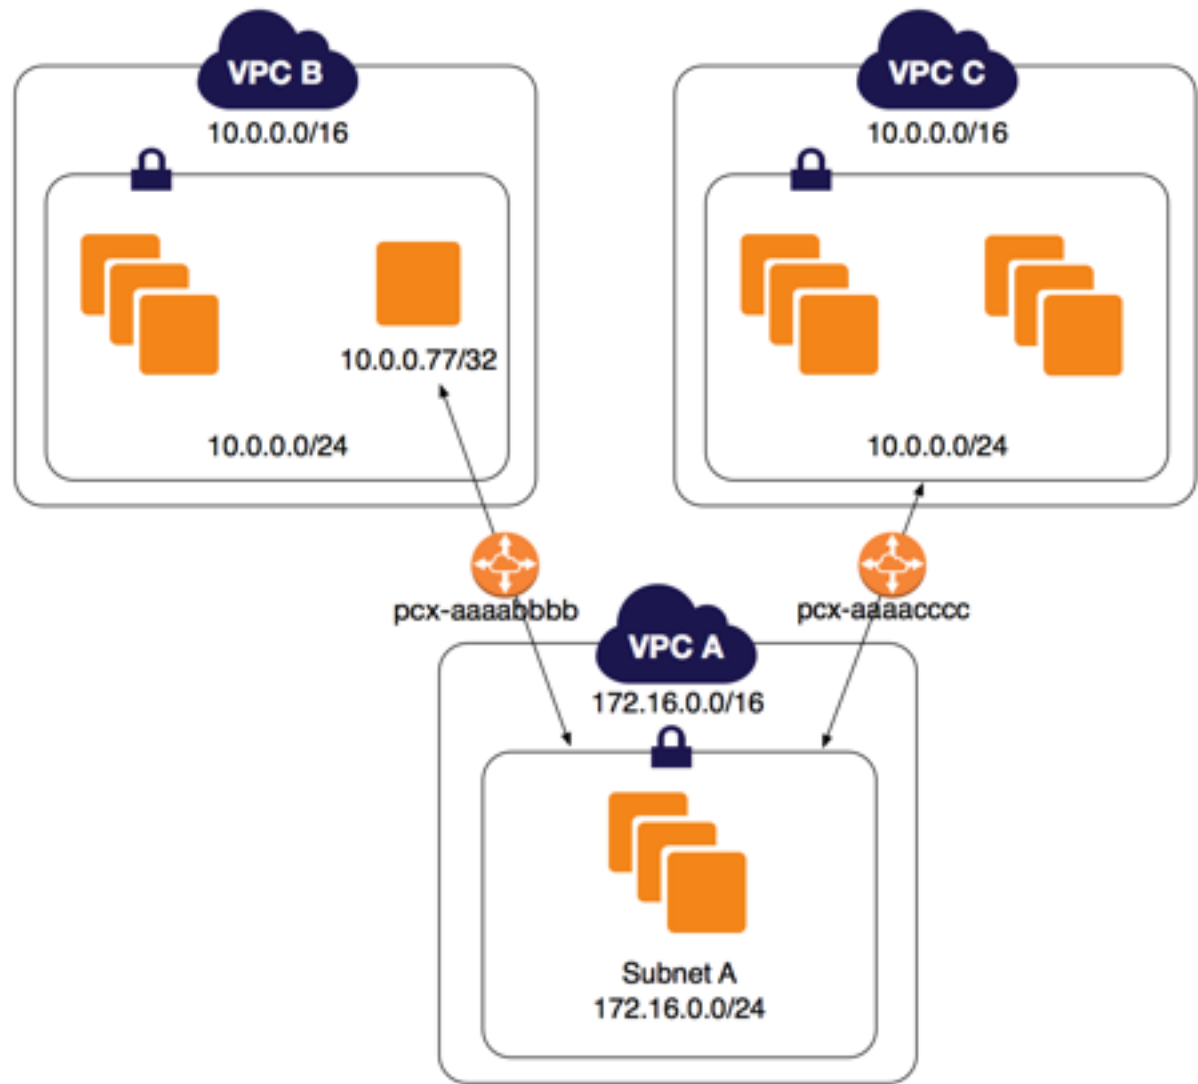 VPC B
10.0.0.0/16
10.0.0.77/32
10.0.0.0/24
VPC C
10.0.0.0/16
10.0.0.0/24
pcx-aaaabbbb
pcx-aaaacccc
VPC A
172.16.0.0/16
Subnet A
172.16.0.0/24